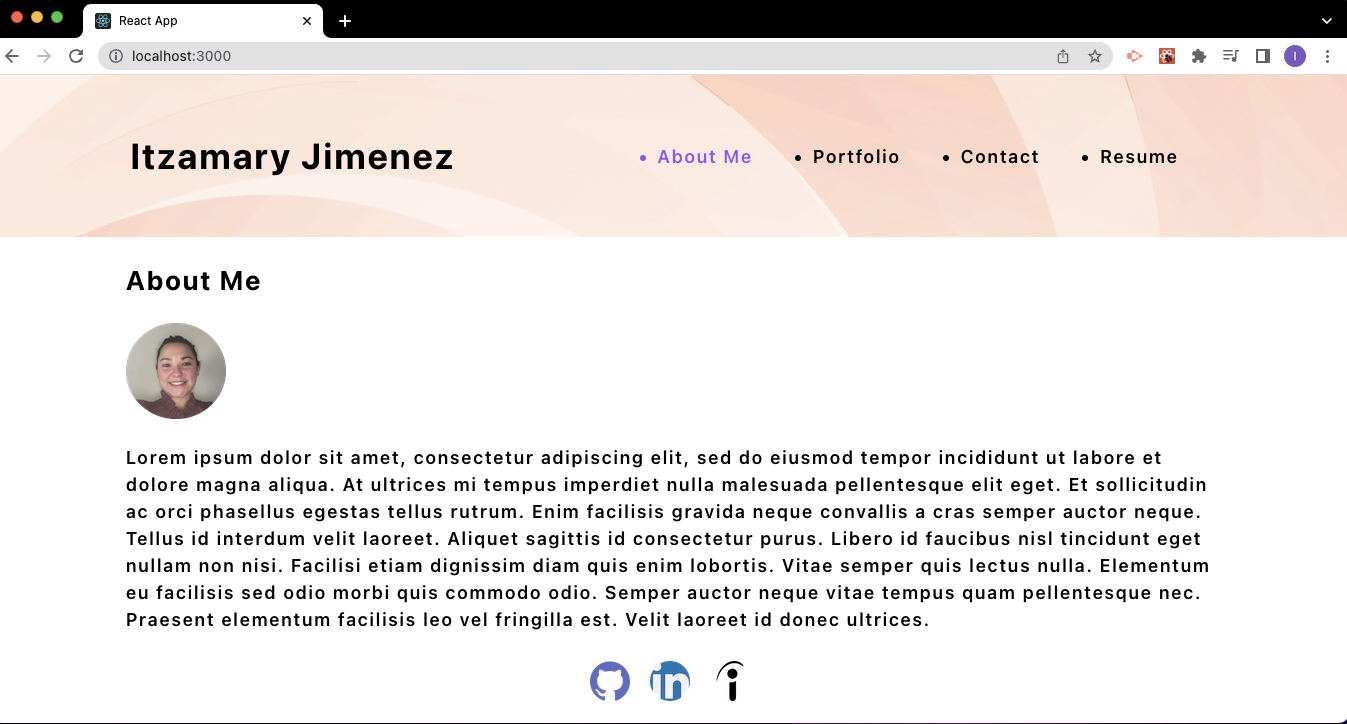 React App
localhost:3000
I
Itzamary Jimenez
• About Me • Portfolio • Contact • Resume
About Me
Lorem ipsum dolor sit amet, consectetur adipiscing elit, sed do eiusmod tempor incididunt ut labore et
dolore magna aliqua. At ultrices mi tempus imperdiet nulla malesuada pellentesque elit eget. Et sollicitudin
ac orci phasellus egestas tellus rutrum. Enim facilisis gravida neque convallis a cras semper auctor neque.
Tellus id interdum velit laoreet. Aliquet sagittis id consectetur purus. Libero id faucibus nisl tincidunt eget
nullam non nisi. Facilisi etiam dignissim diam quis enim lobortis. Vitae semper quis lectus nulla. Elementum
eu facilisis sed odio morbi quis commodo odio. Semper auctor neque vitae tempus quam pellentesque nec.
Praesent elementum facilisis leo vel fringilla est. Velit laoreet id donec ultrices.
in